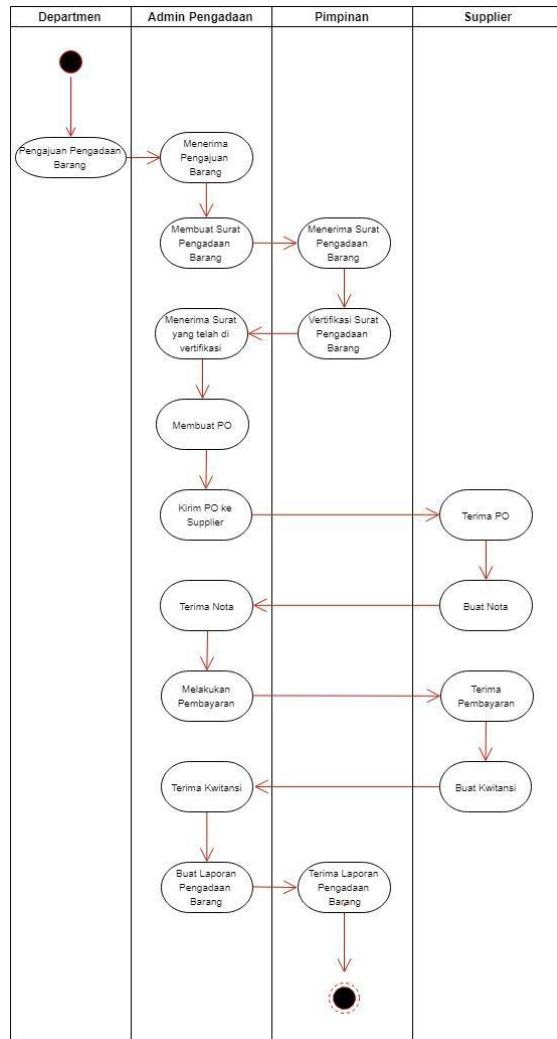 Departmen
Admin Pengadaan
Pimpinan
Supplier
Pengajuan Pengadaan
Barang
Menerima
Pengajuan
Barang
Membuat Surat
Pengadaan
Barang
Menerima Surat
Pengadaan
Barang
Menerima Surat
yang telah di
vertifikasi
Vertifikasi Surat
Pengadaan
Barang
Membuat PO
Kirim PO ke
Supplier
Terima PO
Terima Nota
Buat Nota
Melakukan
Pembayaran
Terima
Pembayaran
Terima Kwitansi
Buat Kwitansi
Buat Laporan
Pengadaan
Barang
Terima Laporan
Pengadaan
Barang